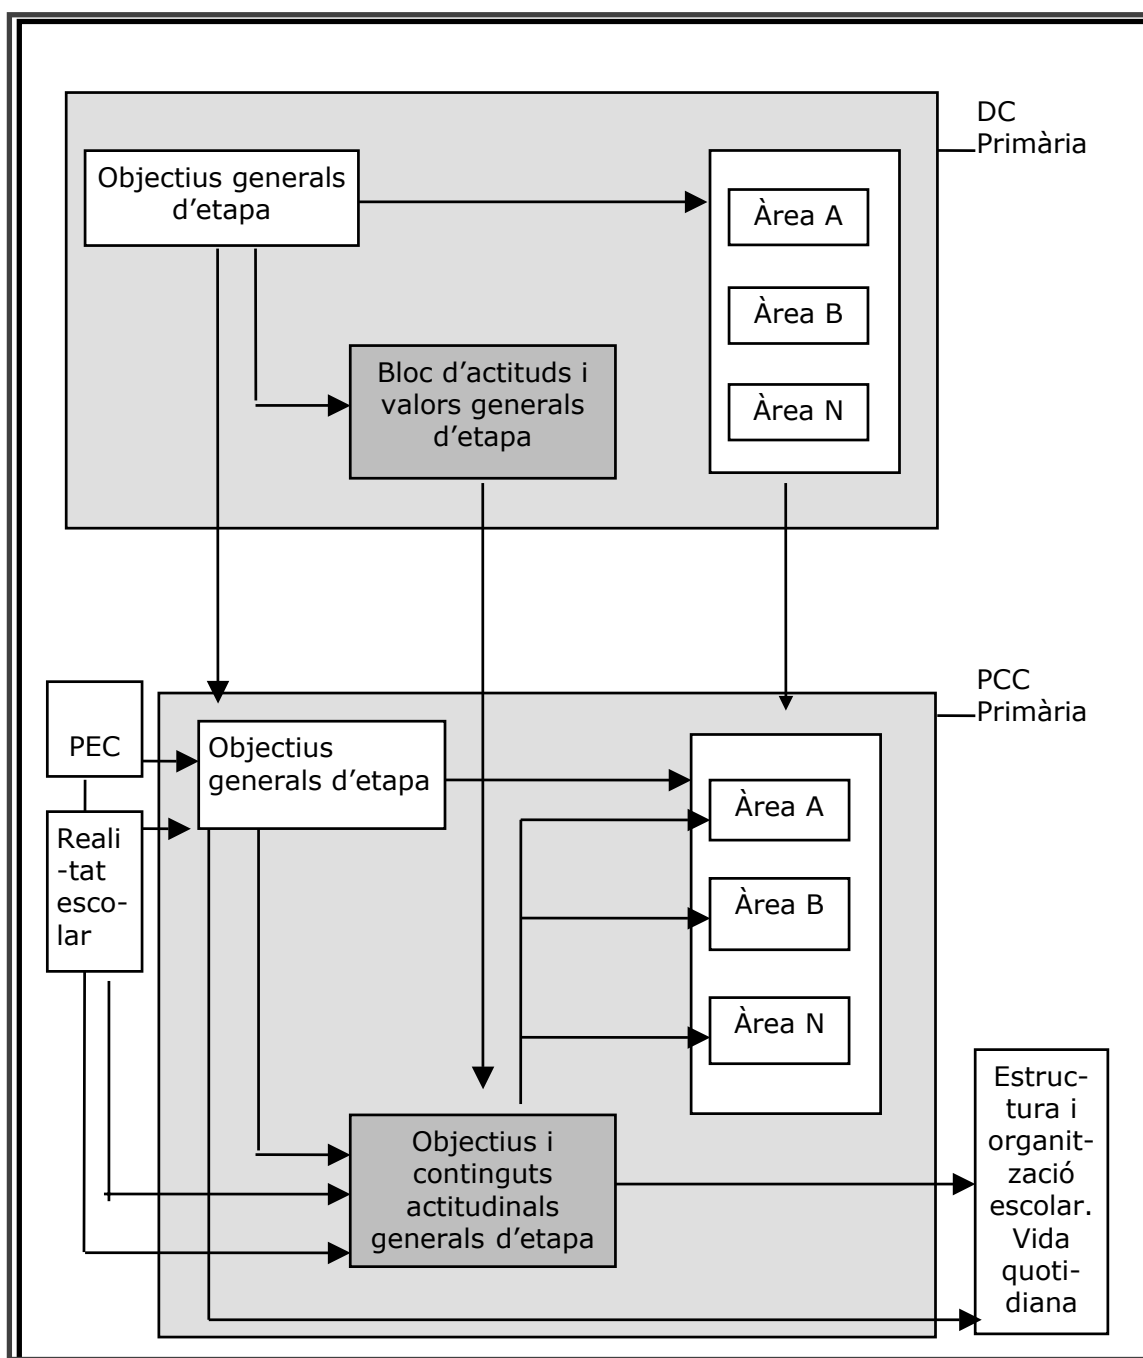 DC
Primària
Objectius generals
d’etapa
Àrea A
Àrea B
Bloc d’actituds i
valors generals
d’etapa
Àrea N
PCC
Primària
PEC
Objectius
generals d’etapa
Àrea A
Reali
-tat
esco-
lar
Àrea B
Àrea N
Objectius i
continguts
actitudinals
generals d’etapa
Estruc-
tura i
organit-
zació
escolar.
Vida
quoti-
diana